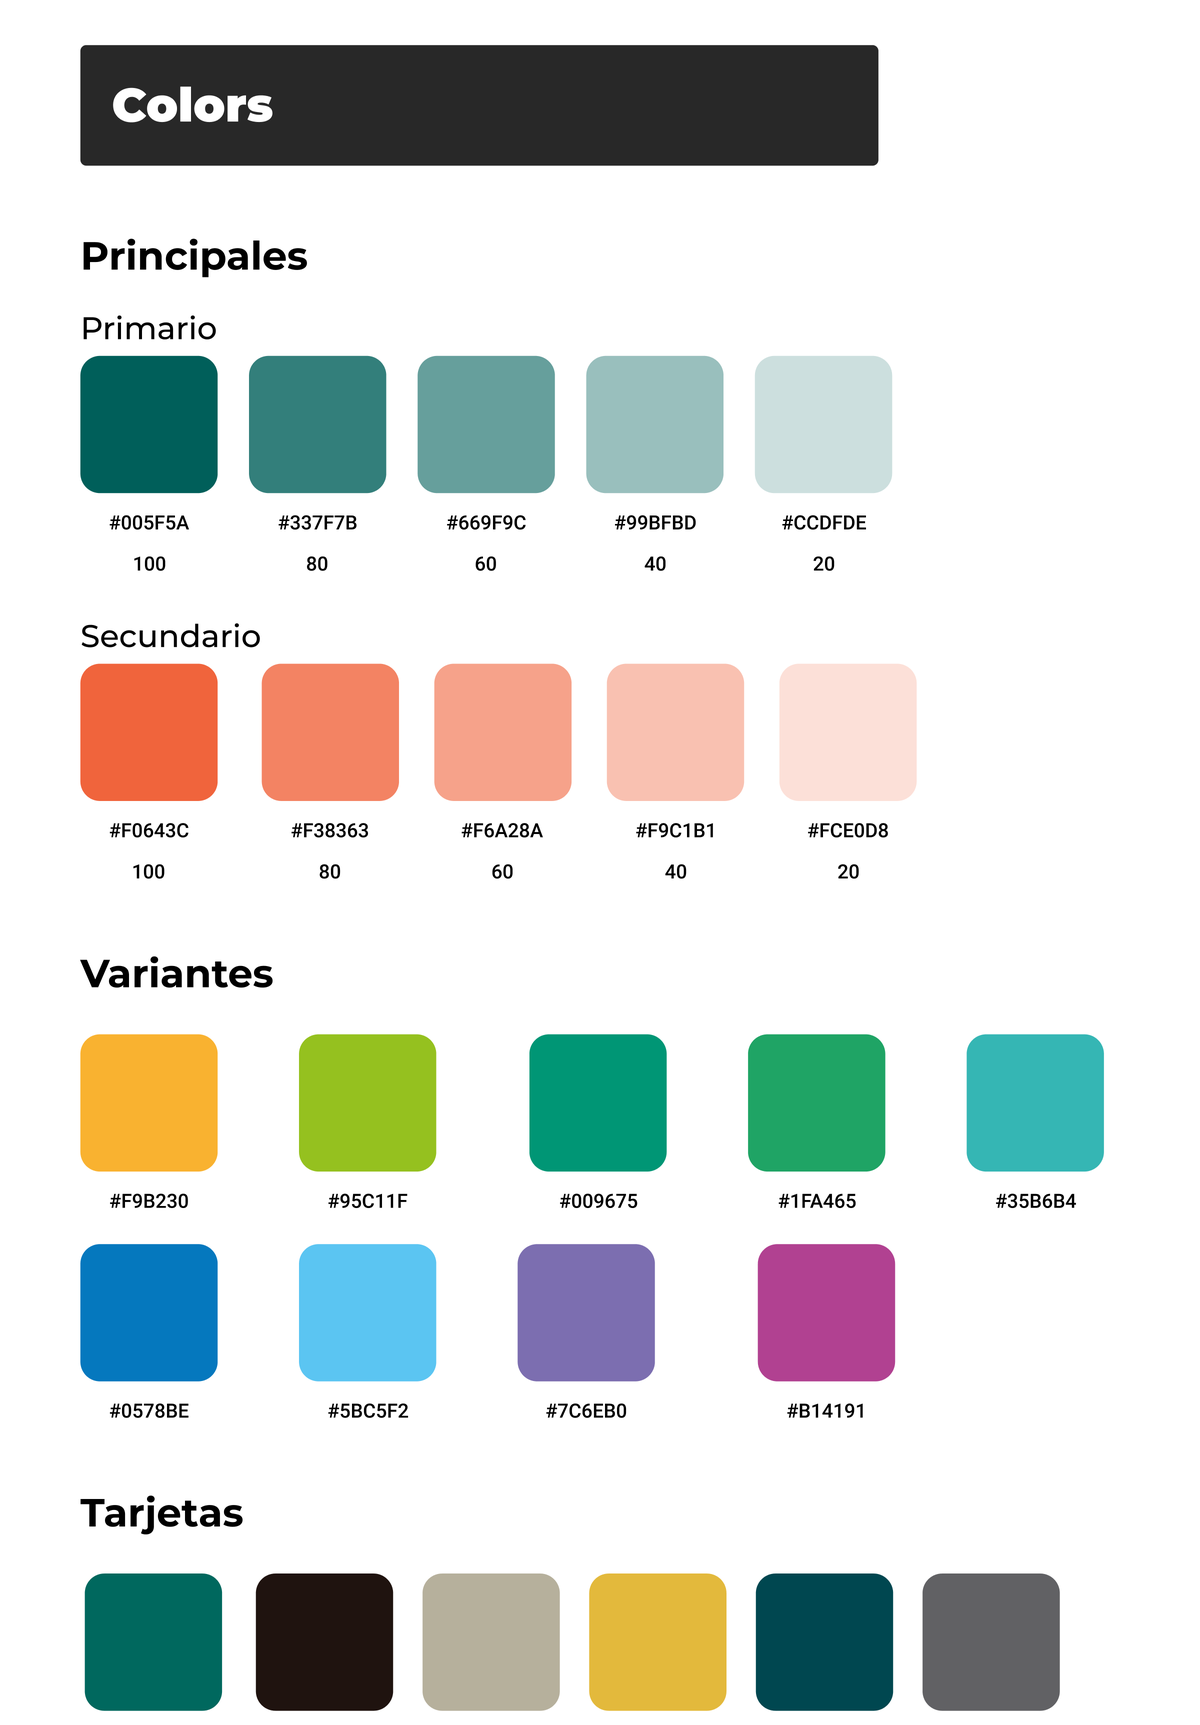 Colors
Principales
Primario
#005F5A #337F7B #669F9C #99BFBD #CCDFDE
100 80 60 40 20
Secundario
#F0643C #F38363 #F6A28A #F9C1B1 #FCE0D8
100 80 60 40 20
Variantes
#F9B230 #95C11F #009675 #1FA465 #35B6B4
#0578BE #5BC5F2 #7C6EB0 #B14191
Tarjetas